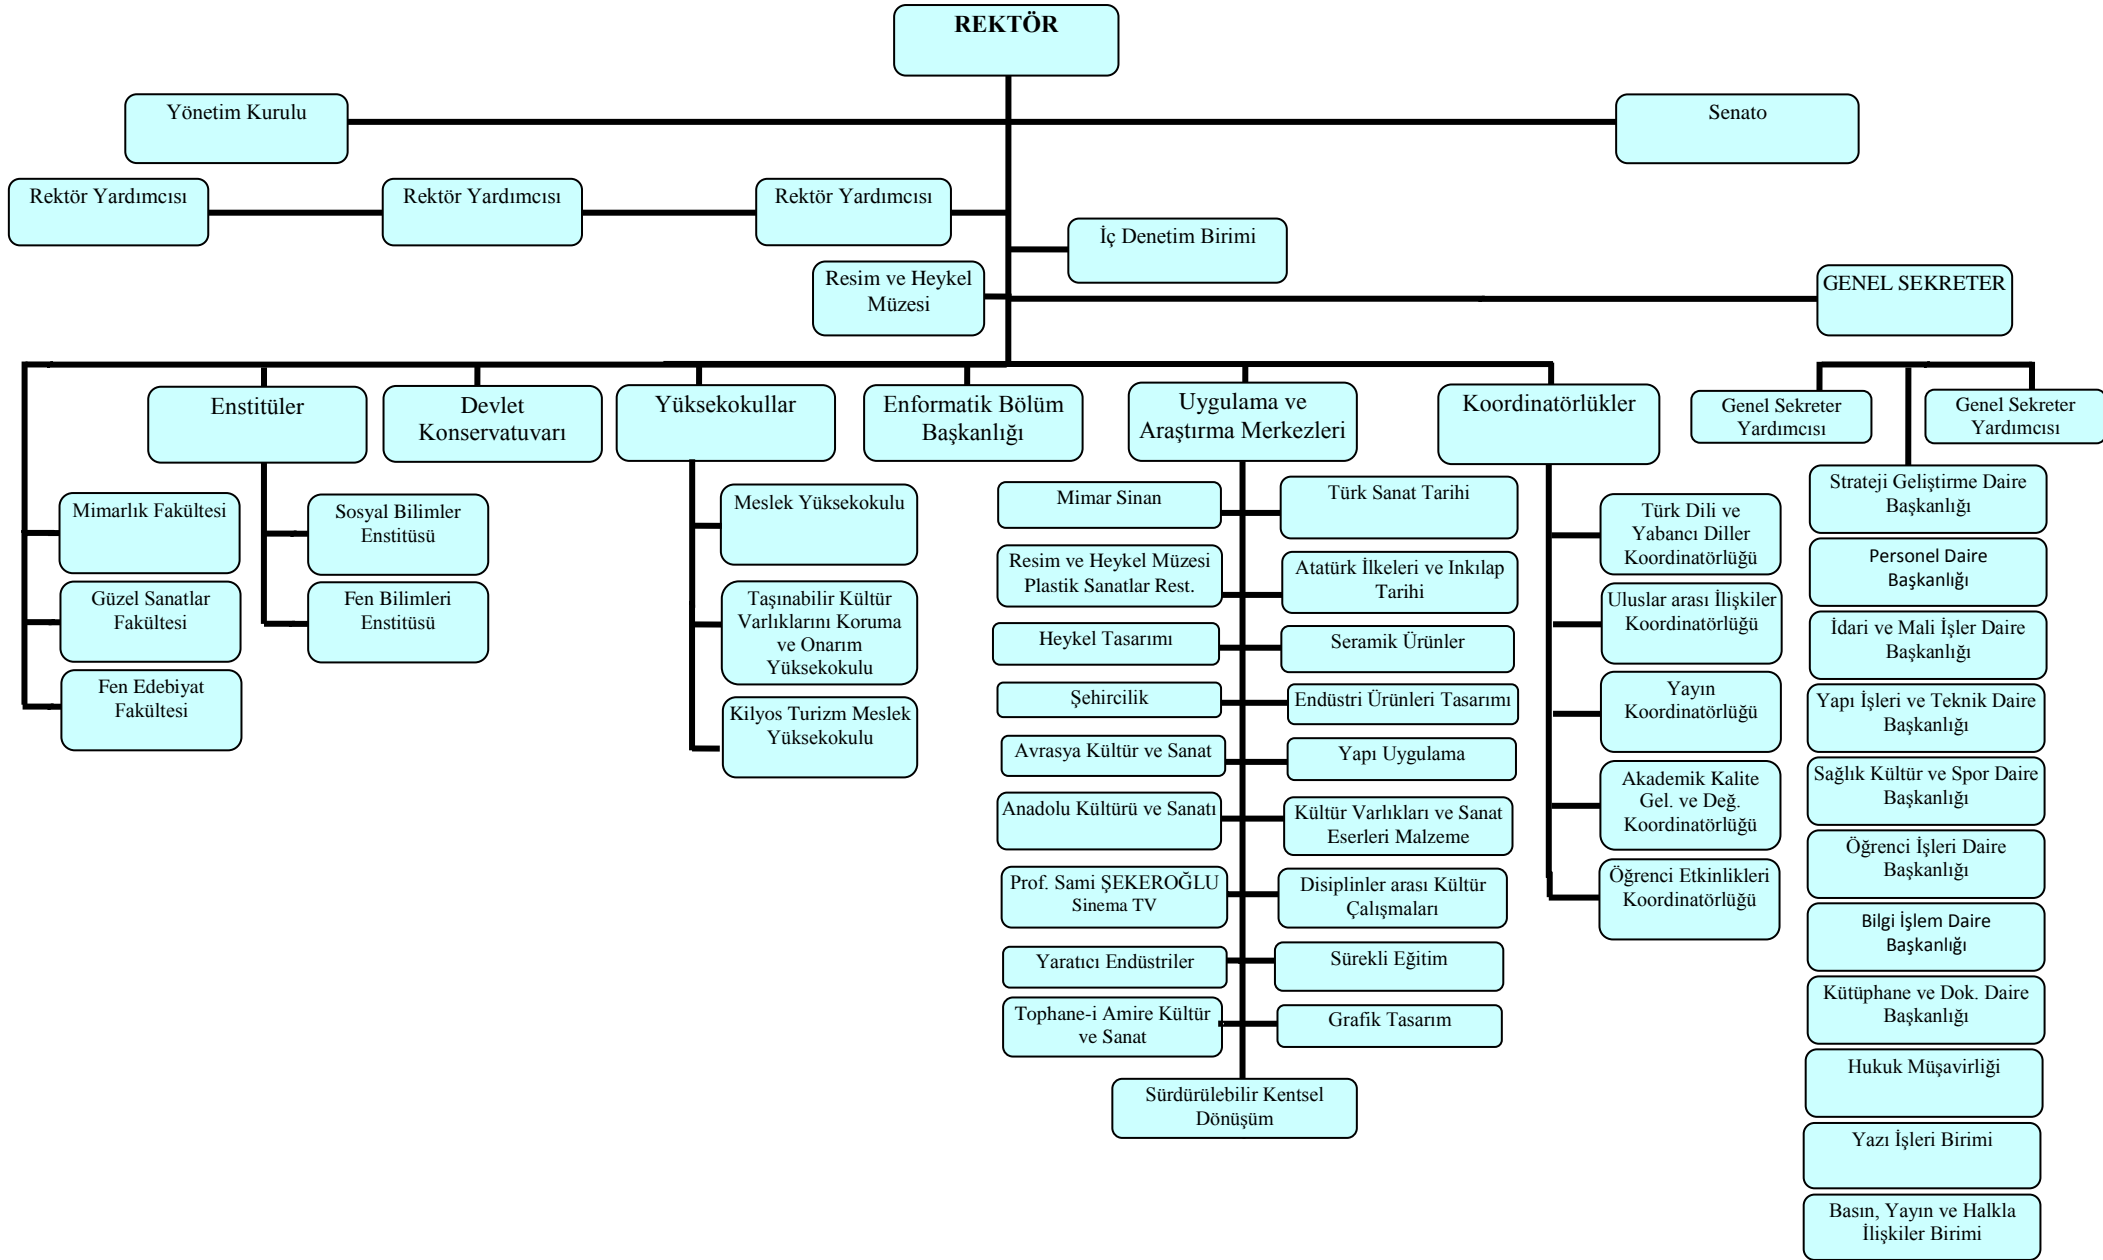 REKTÖR
Yönetim Kurulu
Senato
Rektör Yardımcısı
Rektör Yardımcısı
Rektör Yardımcısı
İç Denetim Birimi
Resim ve Heykel
Müzesi
GENEL SEKRETER
Enstitüler
Devlet
Konservatuvarı
Yüksekokullar
Enformatik Bölüm
Başkanlığı
Uygulama ve
Araştırma Merkezleri
Koordinatörlükler
Genel Sekreter
Yardımcısı
Genel Sekreter
Yardımcısı
Mimarlık Fakültesi
Güzel Sanatlar
Fakültesi
Fen Edebiyat
Fakültesi
Sosyal Bilimler
Enstitüsü
Fen Bilimleri
Enstitüsü
Meslek Yüksekokulu
Taşınabilir Kültür
Varlıklarını Koruma
ve Onarım
Yüksekokulu
Kilyos Turizm Meslek
Yüksekokulu
Mimar Sinan
Türk Sanat Tarihi
Resim ve Heykel Müzesi
Plastik Sanatlar Rest.
Atatürk İlkeleri ve Inkılap
Tarihi
Heykel Tasarımı
Seramik Ürünler
Şehircilik
Endüstri Ürünleri Tasarımı
Avrasya Kültür ve Sanat
Yapı Uygulama
Anadolu Kültürü ve Sanatı
Kültür Varlıkları ve Sanat
Eserleri Malzeme
Prof. Sami ŞEKEROĞLU
Sinema TV
Disiplinler arası Kültür
Çalışmaları
Yaratıcı Endüstriler
Sürekli Eğitim
Tophane-i Amire Kültür
ve Sanat
Grafik Tasarım
Sürdürülebilir Kentsel
Dönüşüm
Türk Dili ve
Yabancı Diller
Koordinatörlüğü
Uluslar arası İlişkiler
Koordinatörlüğü
Yayın
Koordinatörlüğü
Akademik Kalite
Gel. ve Değ.
Koordinatörlüğü
Öğrenci Etkinlikleri
Koordinatörlüğü
Strateji Geliştirme Daire
Başkanlığı
Personel Daire
Başkanlığı
İdari ve Mali İşler Daire
Başkanlığı
Yapı İşleri ve Teknik Daire
Başkanlığı
Sağlık Kültür ve Spor Daire
Başkanlığı
Öğrenci İşleri Daire
Başkanlığı
Bilgi İşlem Daire
Başkanlığı
Kütüphane ve Dok. Daire
Başkanlığı
Hukuk Müşavirliği
Yazı İşleri Birimi
Basın, Yayın ve Halkla
İlişkiler Birimi